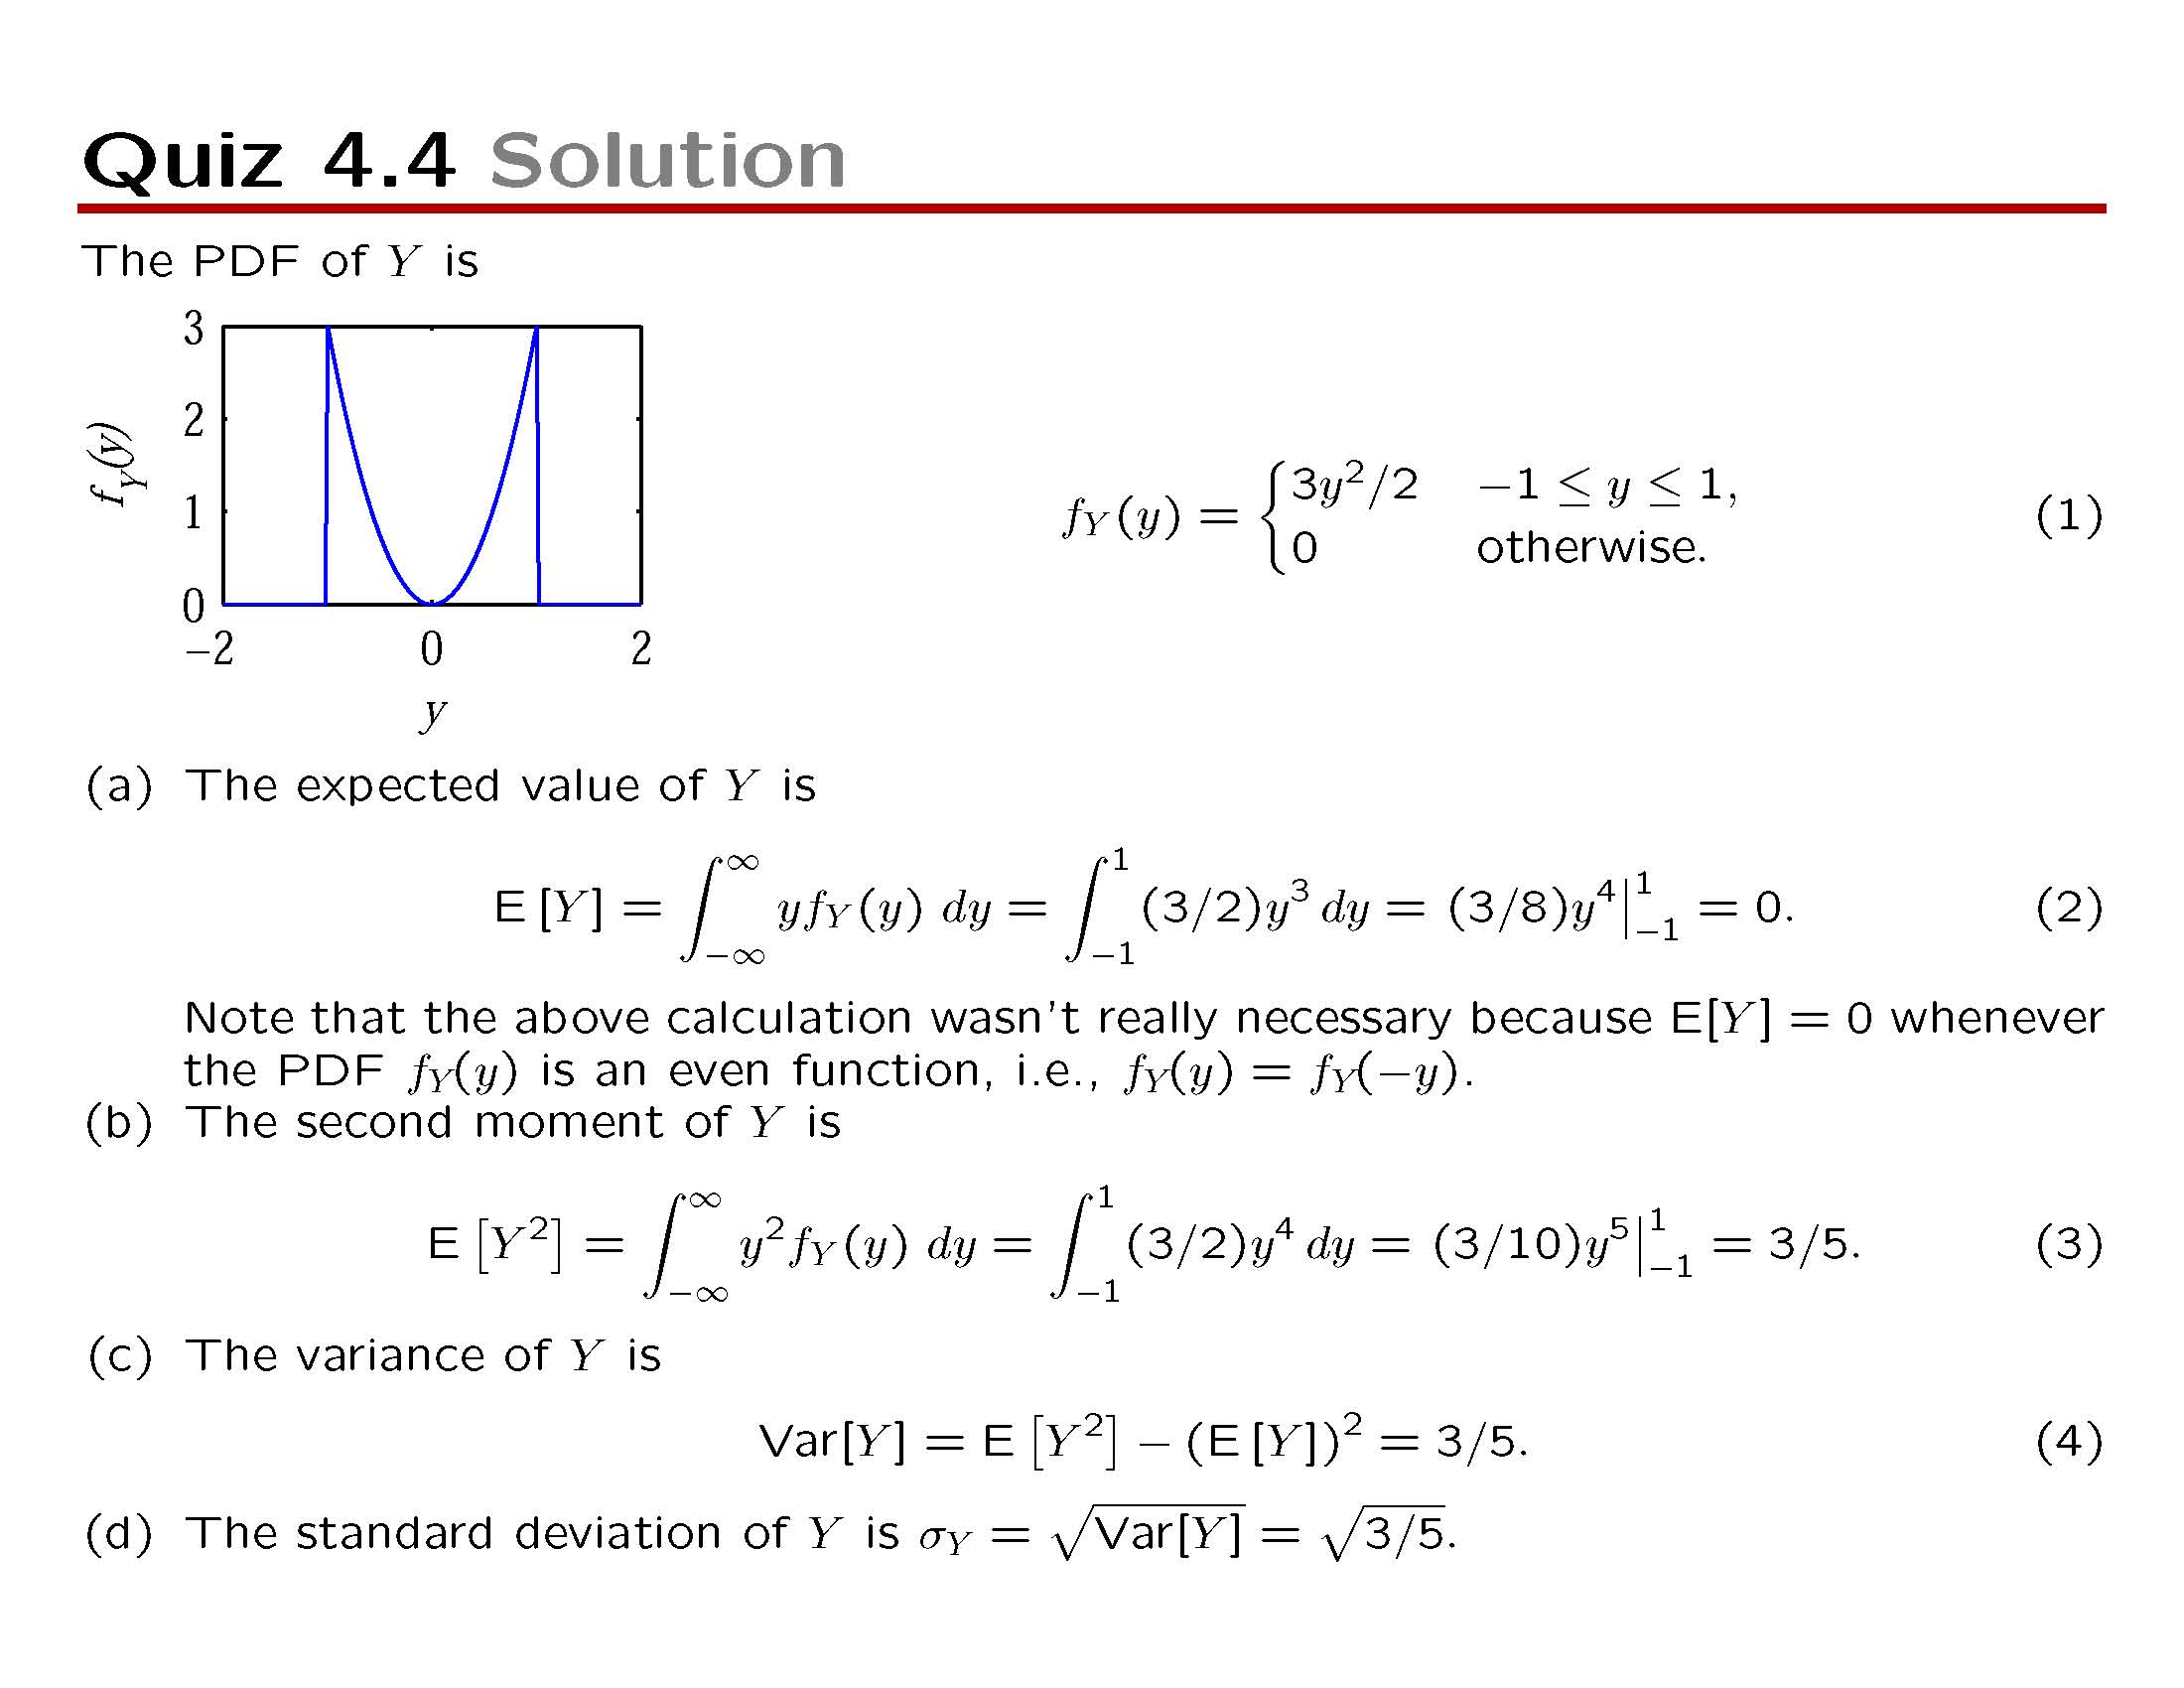 Quiz 4.4 Solution
The PDF of Y is
3
2
1
0
f_Y(y)
−2 0 2
y
f_Y(y) = { 3y²/2 −1 ≤ y ≤ 1,
0 otherwise. (1)
(a) The expected value of Y is
E [Y] = ∫_{−∞}^{∞} y f_Y(y) dy = ∫_{−1}^{1} (3/2)y³ dy = (3/8)y⁴|_{−1}^{1} = 0. (2)
Note that the above calculation wasn't really necessary because E[Y] = 0 whenever
the PDF f_Y(y) is an even function, i.e., f_Y(y) = f_Y(−y).
(b) The second moment of Y is
E [Y²] = ∫_{−∞}^{∞} y² f_Y(y) dy = ∫_{−1}^{1} (3/2)y⁴ dy = (3/10)y⁵|_{−1}^{1} = 3/5. (3)
(c) The variance of Y is
Var[Y] = E [Y²] − (E [Y])² = 3/5. (4)
(d) The standard deviation of Y is σ_Y = √Var[Y] = √3/5.